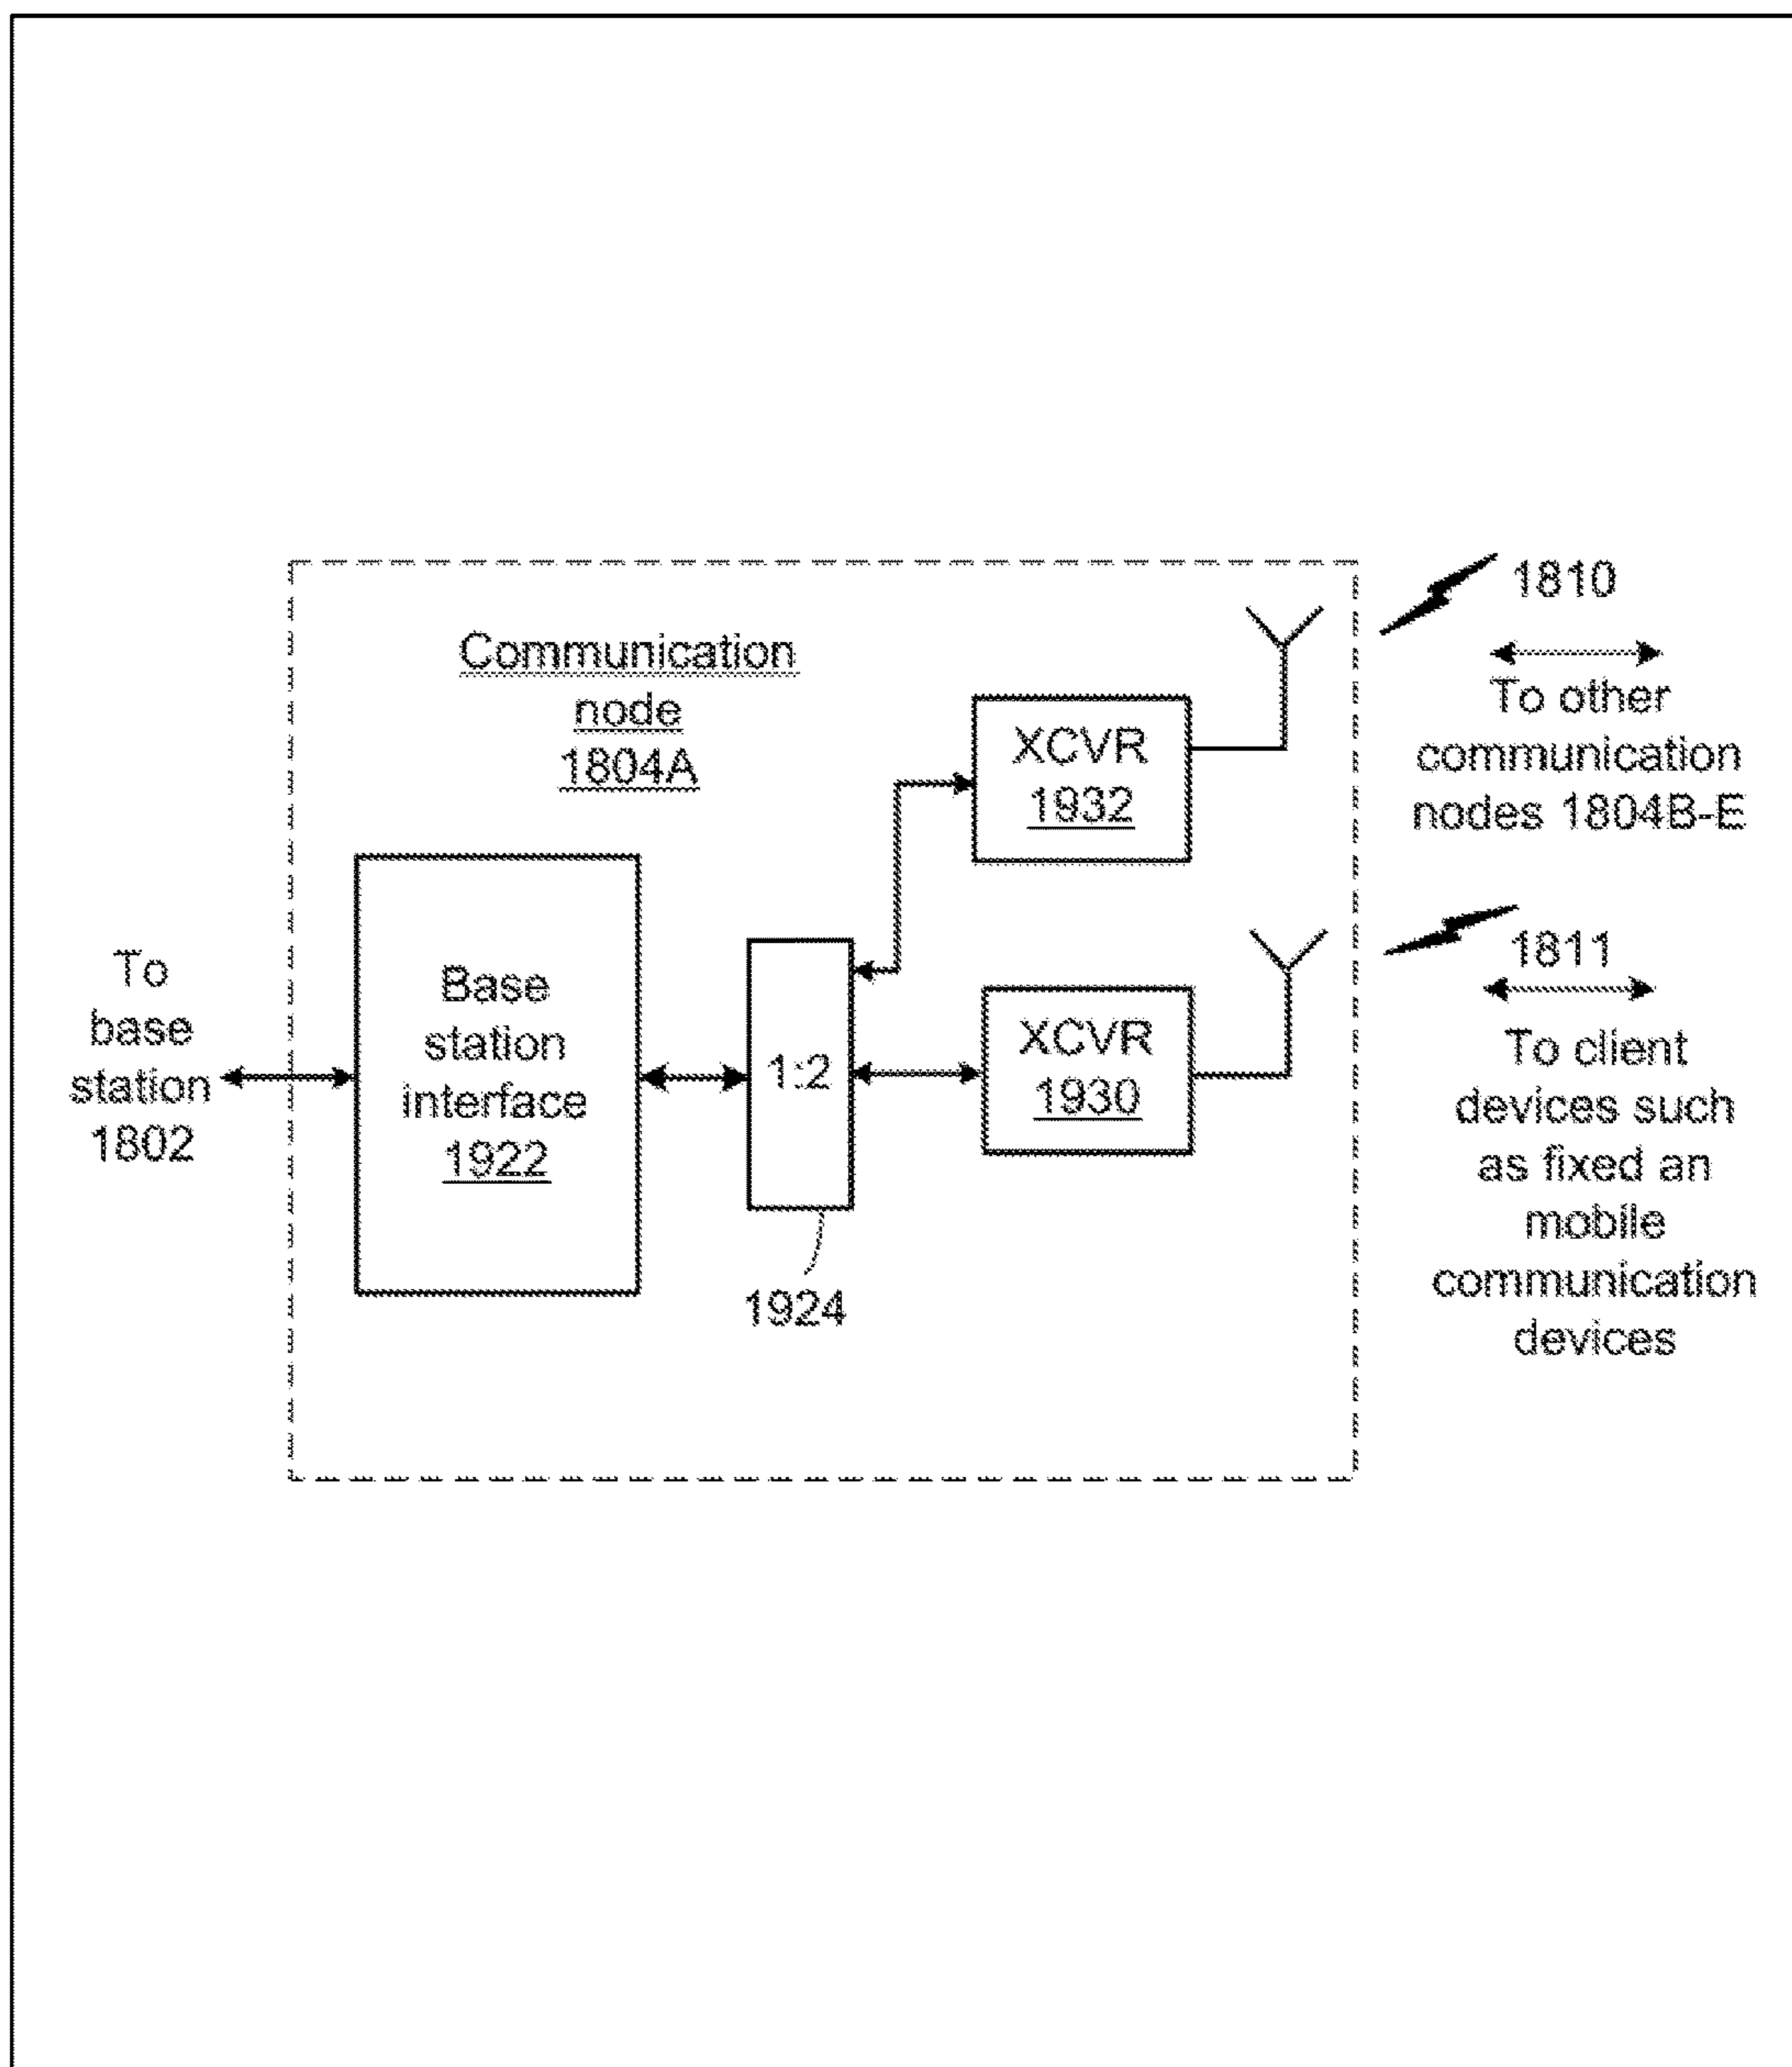 Communication
node
1804A
To
base
station
1802
Base
station
interface
1922
1:2
1924
XCVR
1932
XCVR
1930
1810
To other
communication
nodes 1804B-E
1811
To client
devices such
as fixed an
mobile
communication
devices